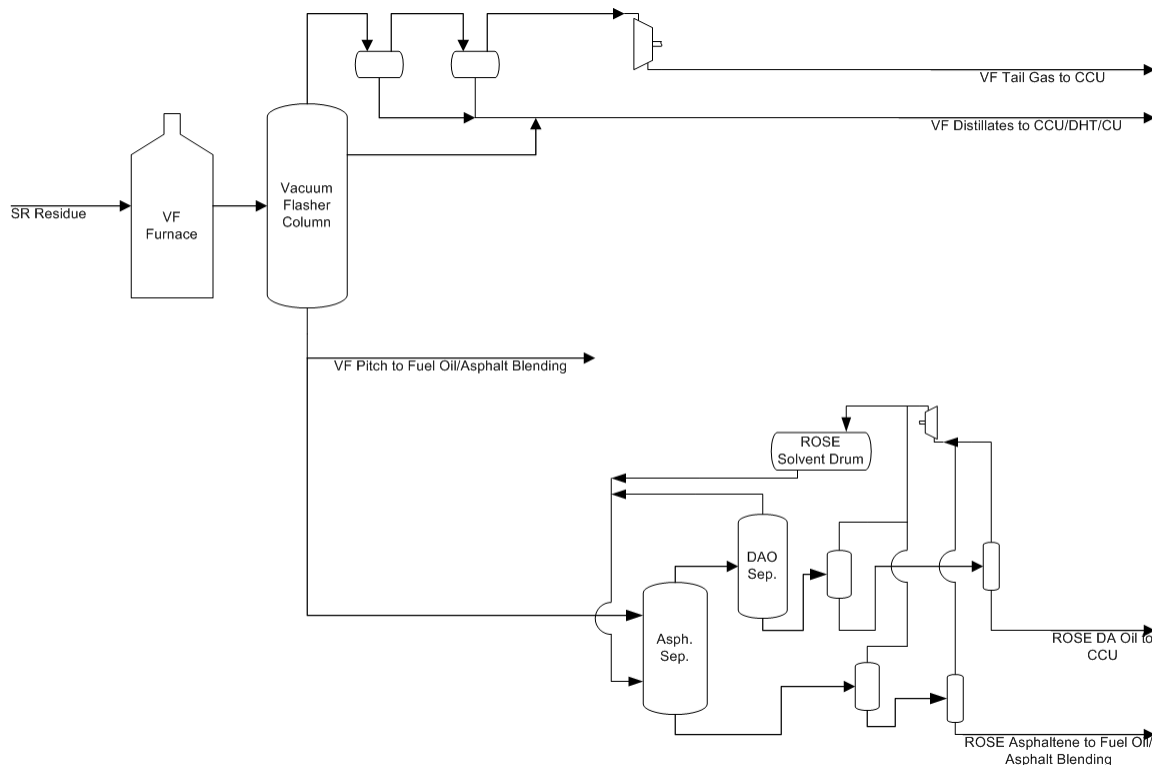 VF Tail Gas to CCU
VF Distillates to CCU/DHT/CU
Vacuum
Flasher
Column
SR Residue
VF
Furnace
VF Pitch to Fuel Oil/Asphalt Blending
ROSE
Solvent Drum
DAO
Sep.
Asph.
Sep.
ROSE DA Oil to
CCU
ROSE Asphaltene to Fuel Oil/
Asphalt Blending